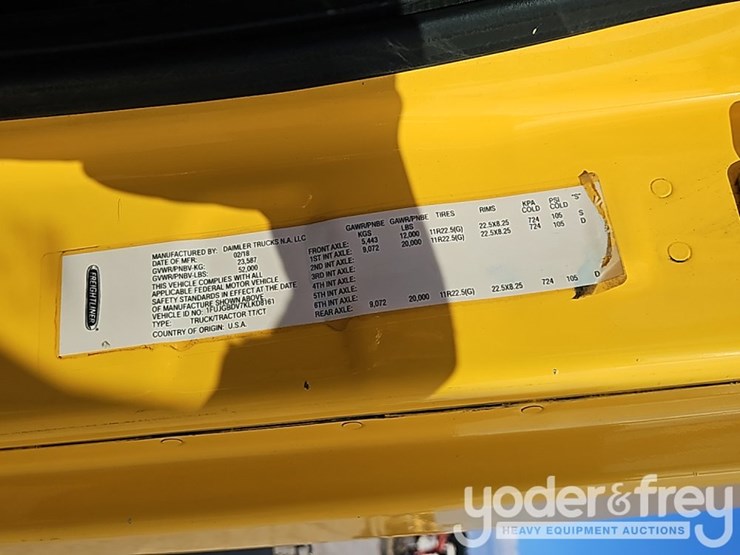 FREIGHTLINER
MANUFACTURED BY: DAIMLER TRUCKS N.A. LLC
DATE OF MFR: 02/18
GVWR/PNBV-KG: 23,587
GVWR/PNBV-LBS: 52,000
THIS VEHICLE COMPLIES WITH ALL
APPLICABLE FEDERAL MOTOR VEHICLE
SAFETY STANDARDS IN EFFECT AT THE DATE
OF MANUFACTURE SHOWN ABOVE.
VEHICLE ID NO: 1FUJGBDV7KLKD8161
TYPE: TRUCK/TRACTOR TT/CT
COUNTRY OF ORIGIN: U.S.A.
GAWR/PNBE KGS GAWR/PNBE LBS TIRES RIMS KPA COLD PSI COLD
FRONT AXLE: 5,443 12,000 11R22.5(G) 22.5X8.25 724 105 S
1ST INT AXLE: 9,072 20,000 11R22.5(G) 22.5X8.25 724 105 D
2ND INT AXLE:
3RD INT AXLE:
4TH INT AXLE:
5TH INT AXLE:
6TH INT AXLE:
REAR AXLE: 9,072 20,000 11R22.5(G) 22.5X8.25 724 105 D
yoder&frey
HEAVY EQUIPMENT AUCTIONS